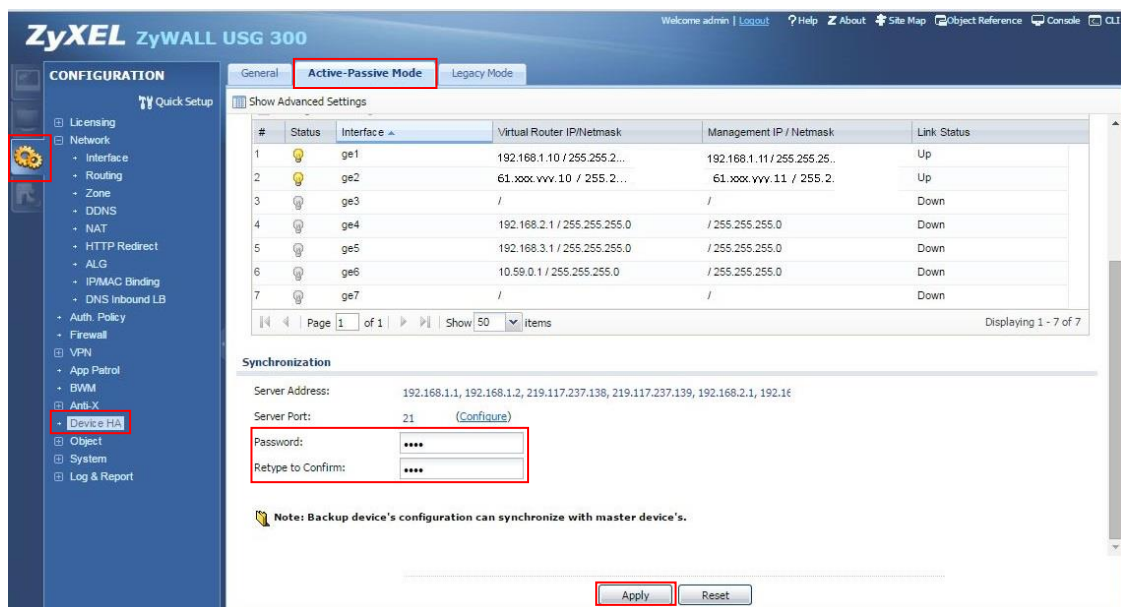 Welcome admin | Logout ?Help Z About Site Map Object Reference Console CLI
ZyXEL ZyWALL USG 300
CONFIGURATION
Quick Setup
Licensing
Network
Interface
Routing
Zone
DDNS
NAT
HTTP Redirect
ALG
IP/MAC Binding
DNS Inbound LB
Auth. Policy
Firewall
VPN
App Patrol
BWM
Anti-X
Device HA
Object
System
Log & Report
General Active-Passive Mode Legacy Mode
Show Advanced Settings
# Status Interface Virtual Router IP/Netmask Management IP / Netmask Link Status
1 ge1 192.168.1.10 / 255.255.2... 192.168.1.11 / 255.255.25.. Up
2 ge2 61.xxx.yyy.10 / 255.2... 61.xxx.yyy.11 / 255.2. Up
3 ge3 / / Down
4 ge4 192.168.2.1 / 255.255.255.0 / 255.255.255.0 Down
5 ge5 192.168.3.1 / 255.255.255.0 / 255.255.255.0 Down
6 ge6 10.59.0.1 / 255.255.255.0 / 255.255.255.0 Down
7 ge7 / / Down
Page 1 of 1 Show 50 items Displaying 1 - 7 of 7
Synchronization
Server Address: 192.168.1.1, 192.168.1.2, 219.117.237.138, 219.117.237.139, 192.168.2.1, 192.16
Server Port: 21 (Configure)
Password: ••••
Retype to Confirm: ••••
Note: Backup device's configuration can synchronize with master device's.
Apply Reset